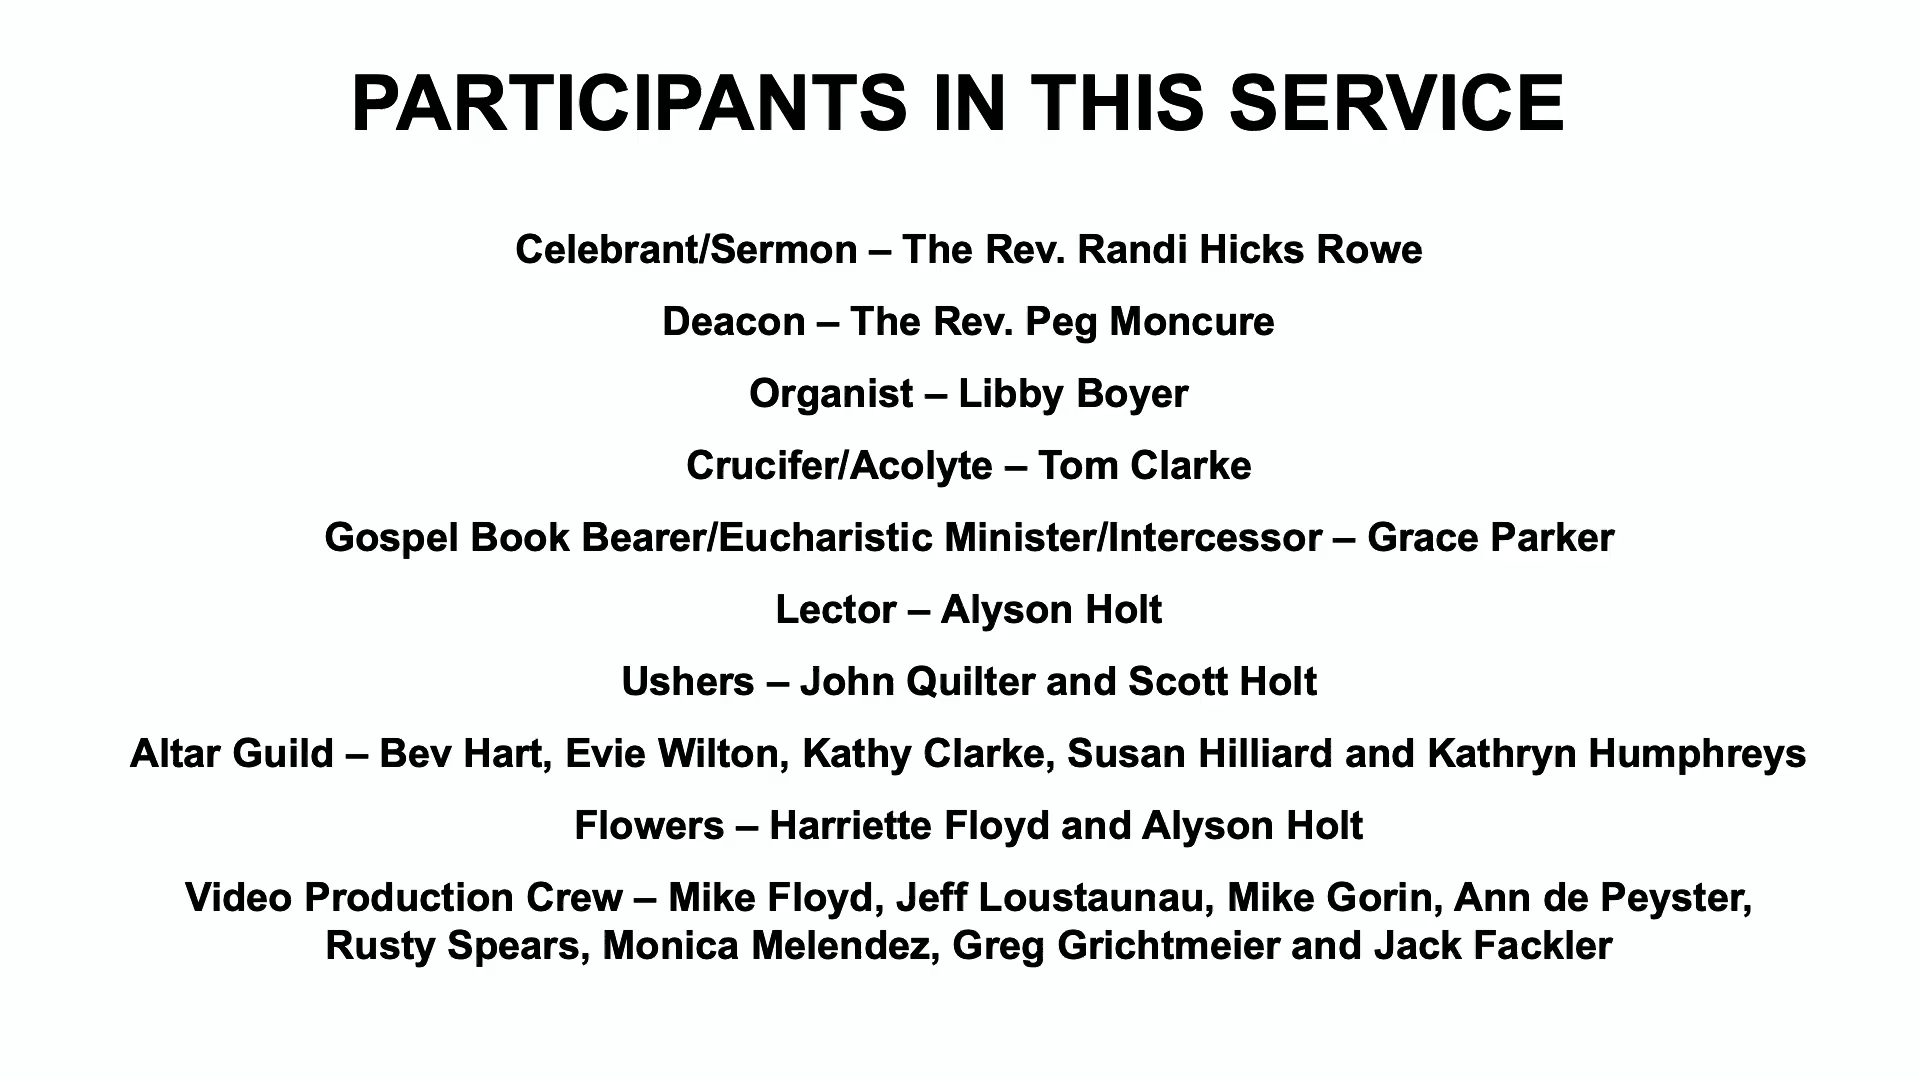 PARTICIPANTS IN THIS SERVICE
Celebrant/Sermon – The Rev. Randi Hicks Rowe
Deacon – The Rev. Peg Moncure
Organist – Libby Boyer
Crucifer/Acolyte – Tom Clarke
Gospel Book Bearer/Eucharistic Minister/Intercessor – Grace Parker
Lector – Alyson Holt
Ushers – John Quilter and Scott Holt
Altar Guild – Bev Hart, Evie Wilton, Kathy Clarke, Susan Hilliard and Kathryn Humphreys
Flowers – Harriette Floyd and Alyson Holt
Video Production Crew – Mike Floyd, Jeff Loustaunau, Mike Gorin, Ann de Peyster,
Rusty Spears, Monica Melendez, Greg Grichtmeier and Jack Fackler